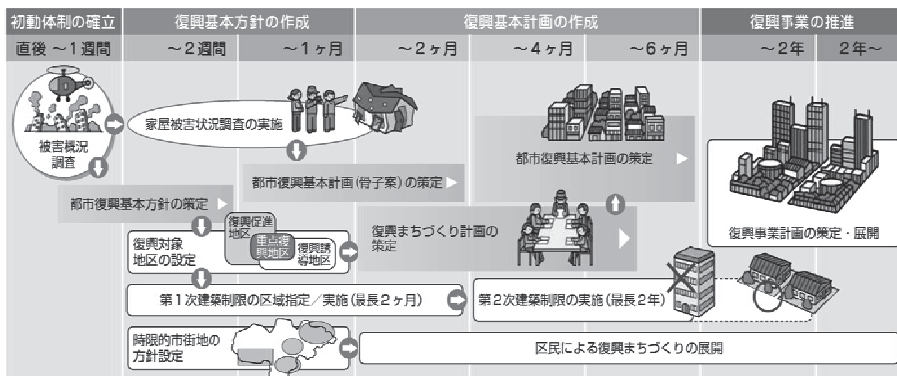 初動体制の確立
復興基本方針の作成
復興基本計画の作成
復興事業の推進
直後 ～1週間
～2週間
～1ヶ月
～2ヶ月
～4ヶ月
～6ヶ月
～2年
2年～
被害概況
調査
家屋被害状況調査の実施
都市復興基本計画の策定
都市復興基本計画(骨子案)の策定
都市復興基本方針の策定
復興対象
地区の設定
復興促進
地区
重点復
興地区
復興誘
導地区
復興まちづくり計画の
策定
復興事業計画の策定・展開
第1次建築制限の区域指定／実施(最長2ヶ月)
第2次建築制限の実施(最長2年)
時限的市街地の
方針設定
区民による復興まちづくりの展開